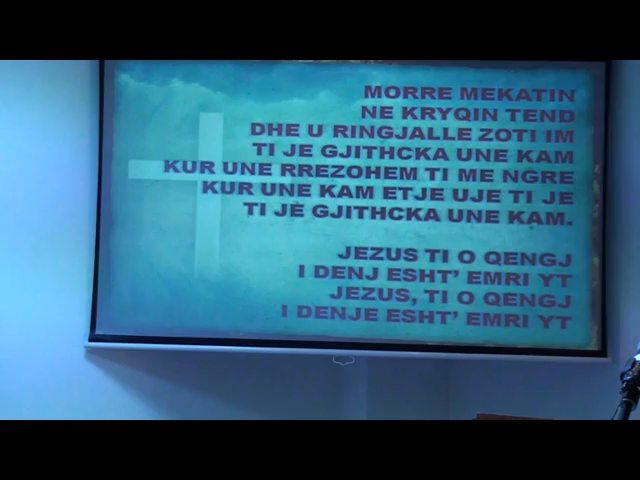 MORRE MEKATIN
NE KRYQIN TEND
DHE U RINGJALLE ZOTI IM
TI JE GJITHCKA UNE KAM
KUR UNE RREZOHEM TI ME NGRE
KUR UNE KAM ETJE UJE TI JE
TI JE GJITHCKA UNE KAM.
JEZUS TI O QENGJ
I DENJ ESHT' EMRI YT
JEZUS, TI O QENGJ
I DENJE ESHT' EMRI YT